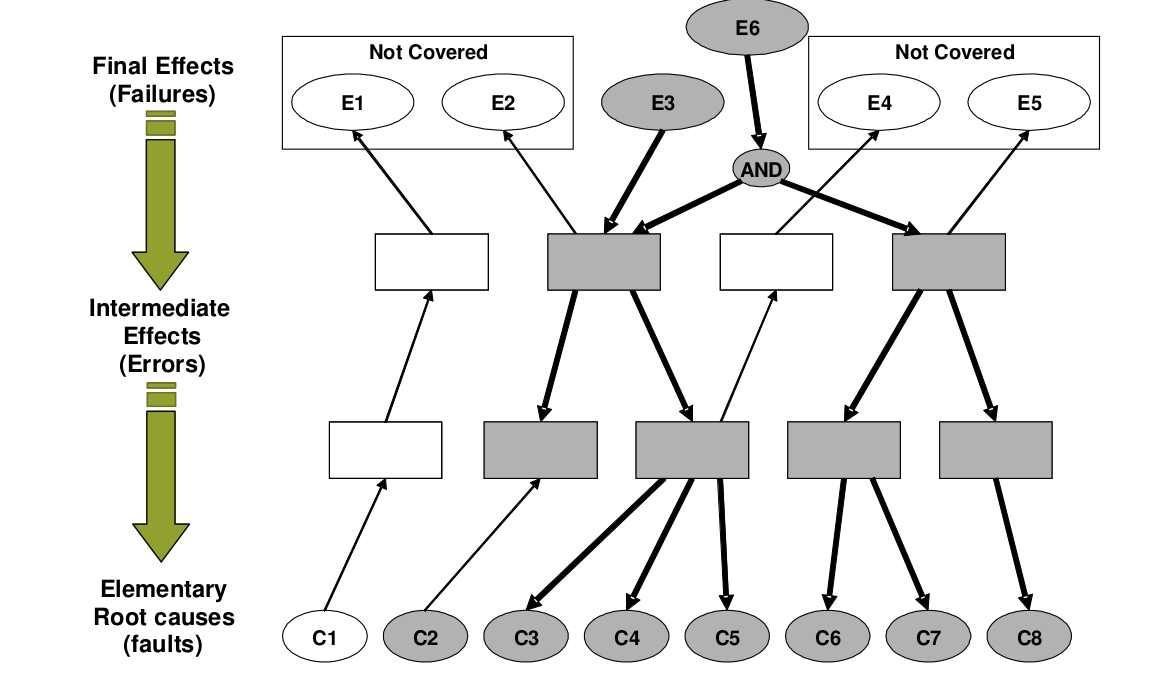 Final Effects
(Failures)
Intermediate
Effects
(Errors)
Elementary
Root causes
(faults)
Not Covered
E1
E2
E3
E6
Not Covered
E4
E5
AND
C1
C2
C3
C4
C5
C6
C7
C8